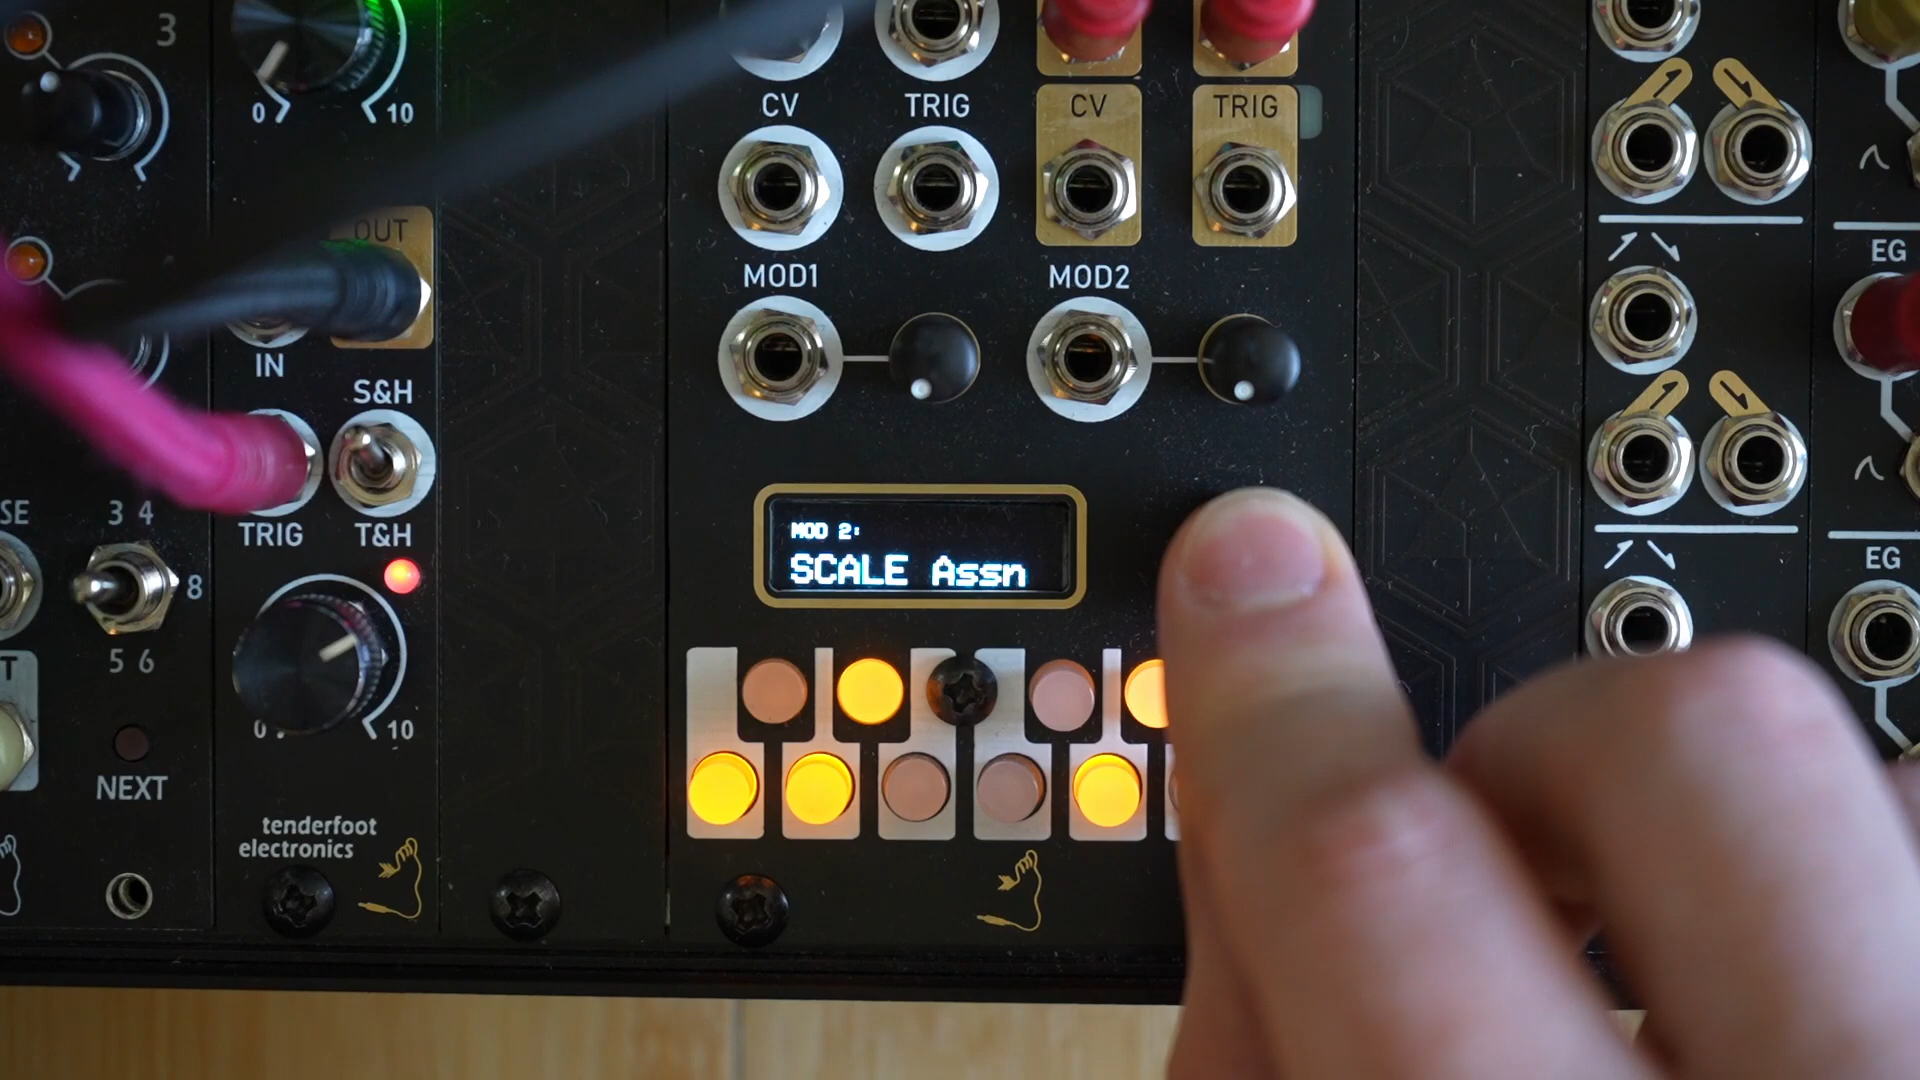 3
0 10
CV TRIG CV TRIG
OUT
MOD1 MOD2
EG
IN
S&H
TRIG T&H
SE 3 4
8
5 6
MOD 2:
SCALE Assn
EG
T
0 10
NEXT
tenderfoot
electronics